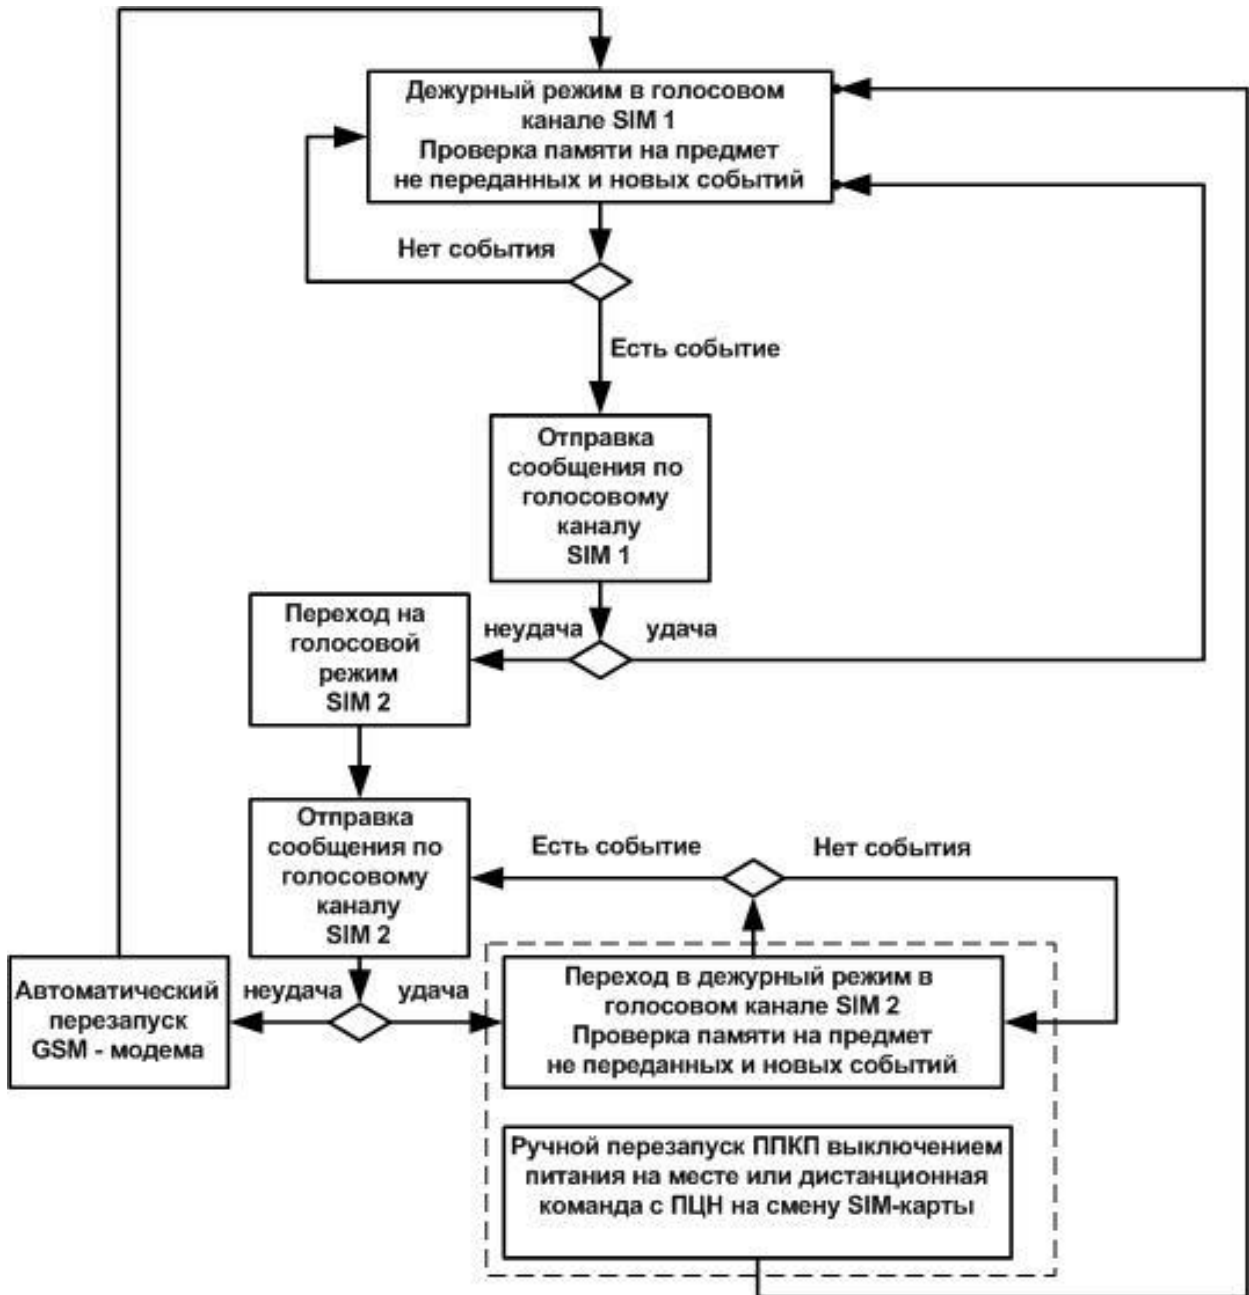 Дежурный режим в голосовом
канале SIM 1
Проверка памяти на предмет
не переданных и новых событий
Нет события
Есть событие
Отправка
сообщения по
голосовому
каналу
SIM 1
неудача
удача
Переход на
голосовой
режим
SIM 2
Отправка
сообщения по
голосовому
каналу
SIM 2
Есть событие
Нет события
неудача
удача
Автоматический
перезапуск
GSM - модема
Переход в дежурный режим в
голосовом канале SIM 2
Проверка памяти на предмет
не переданных и новых событий
Ручной перезапуск ППКП выключением
питания на месте или дистанционная
команда с ПЦН на смену SIM-карты